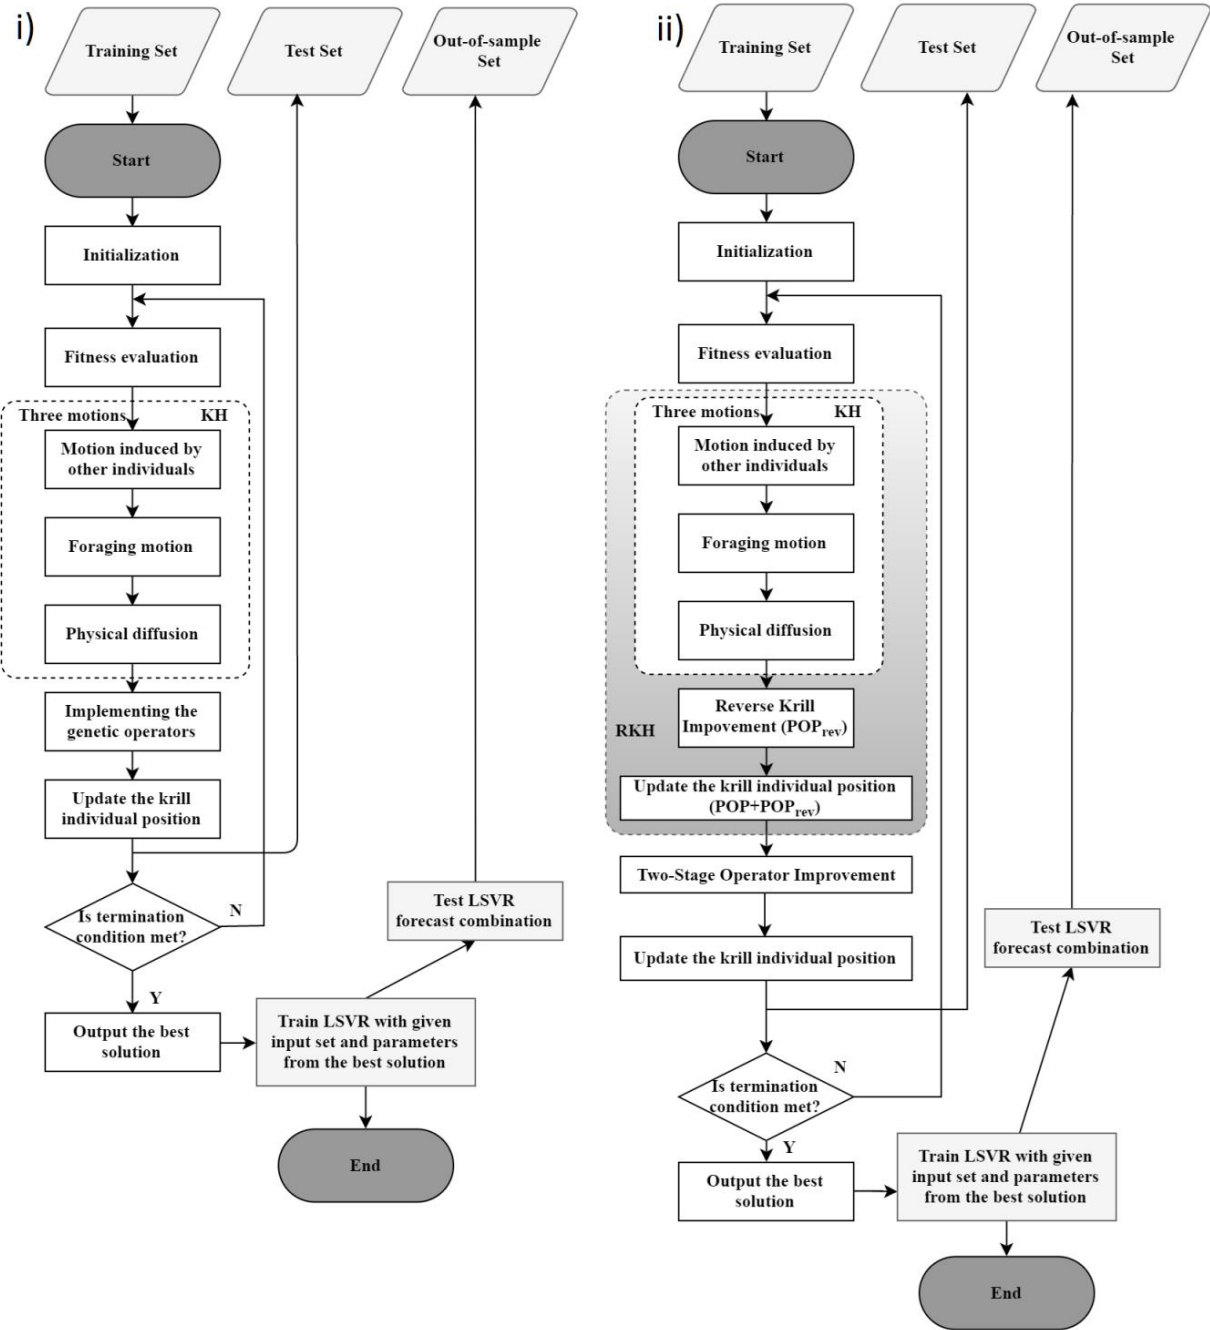 i)
Training Set
Test Set
Out-of-sample
Set
Start
Initialization
Fitness evaluation
Three motions
KH
Motion induced by
other individuals
Foraging motion
Physical diffusion
Implementing the
genetic operators
Update the krill
individual position
Is termination
condition met?
N
Y
Output the best
solution
Train LSVR with given
input set and parameters
from the best solution
Test LSVR
forecast combination
End
ii)
Training Set
Test Set
Out-of-sample
Set
Start
Initialization
Fitness evaluation
Three motions
KH
Motion induced by
other individuals
Foraging motion
Physical diffusion
RKH
Reverse Krill
Impovement (POPrev)
Update the krill individual position
(POP+POPrev)
Two-Stage Operator Improvement
Update the krill individual position
Is termination
condition met?
N
Y
Output the best
solution
Train LSVR with given
input set and parameters
from the best solution
Test LSVR
forecast combination
End